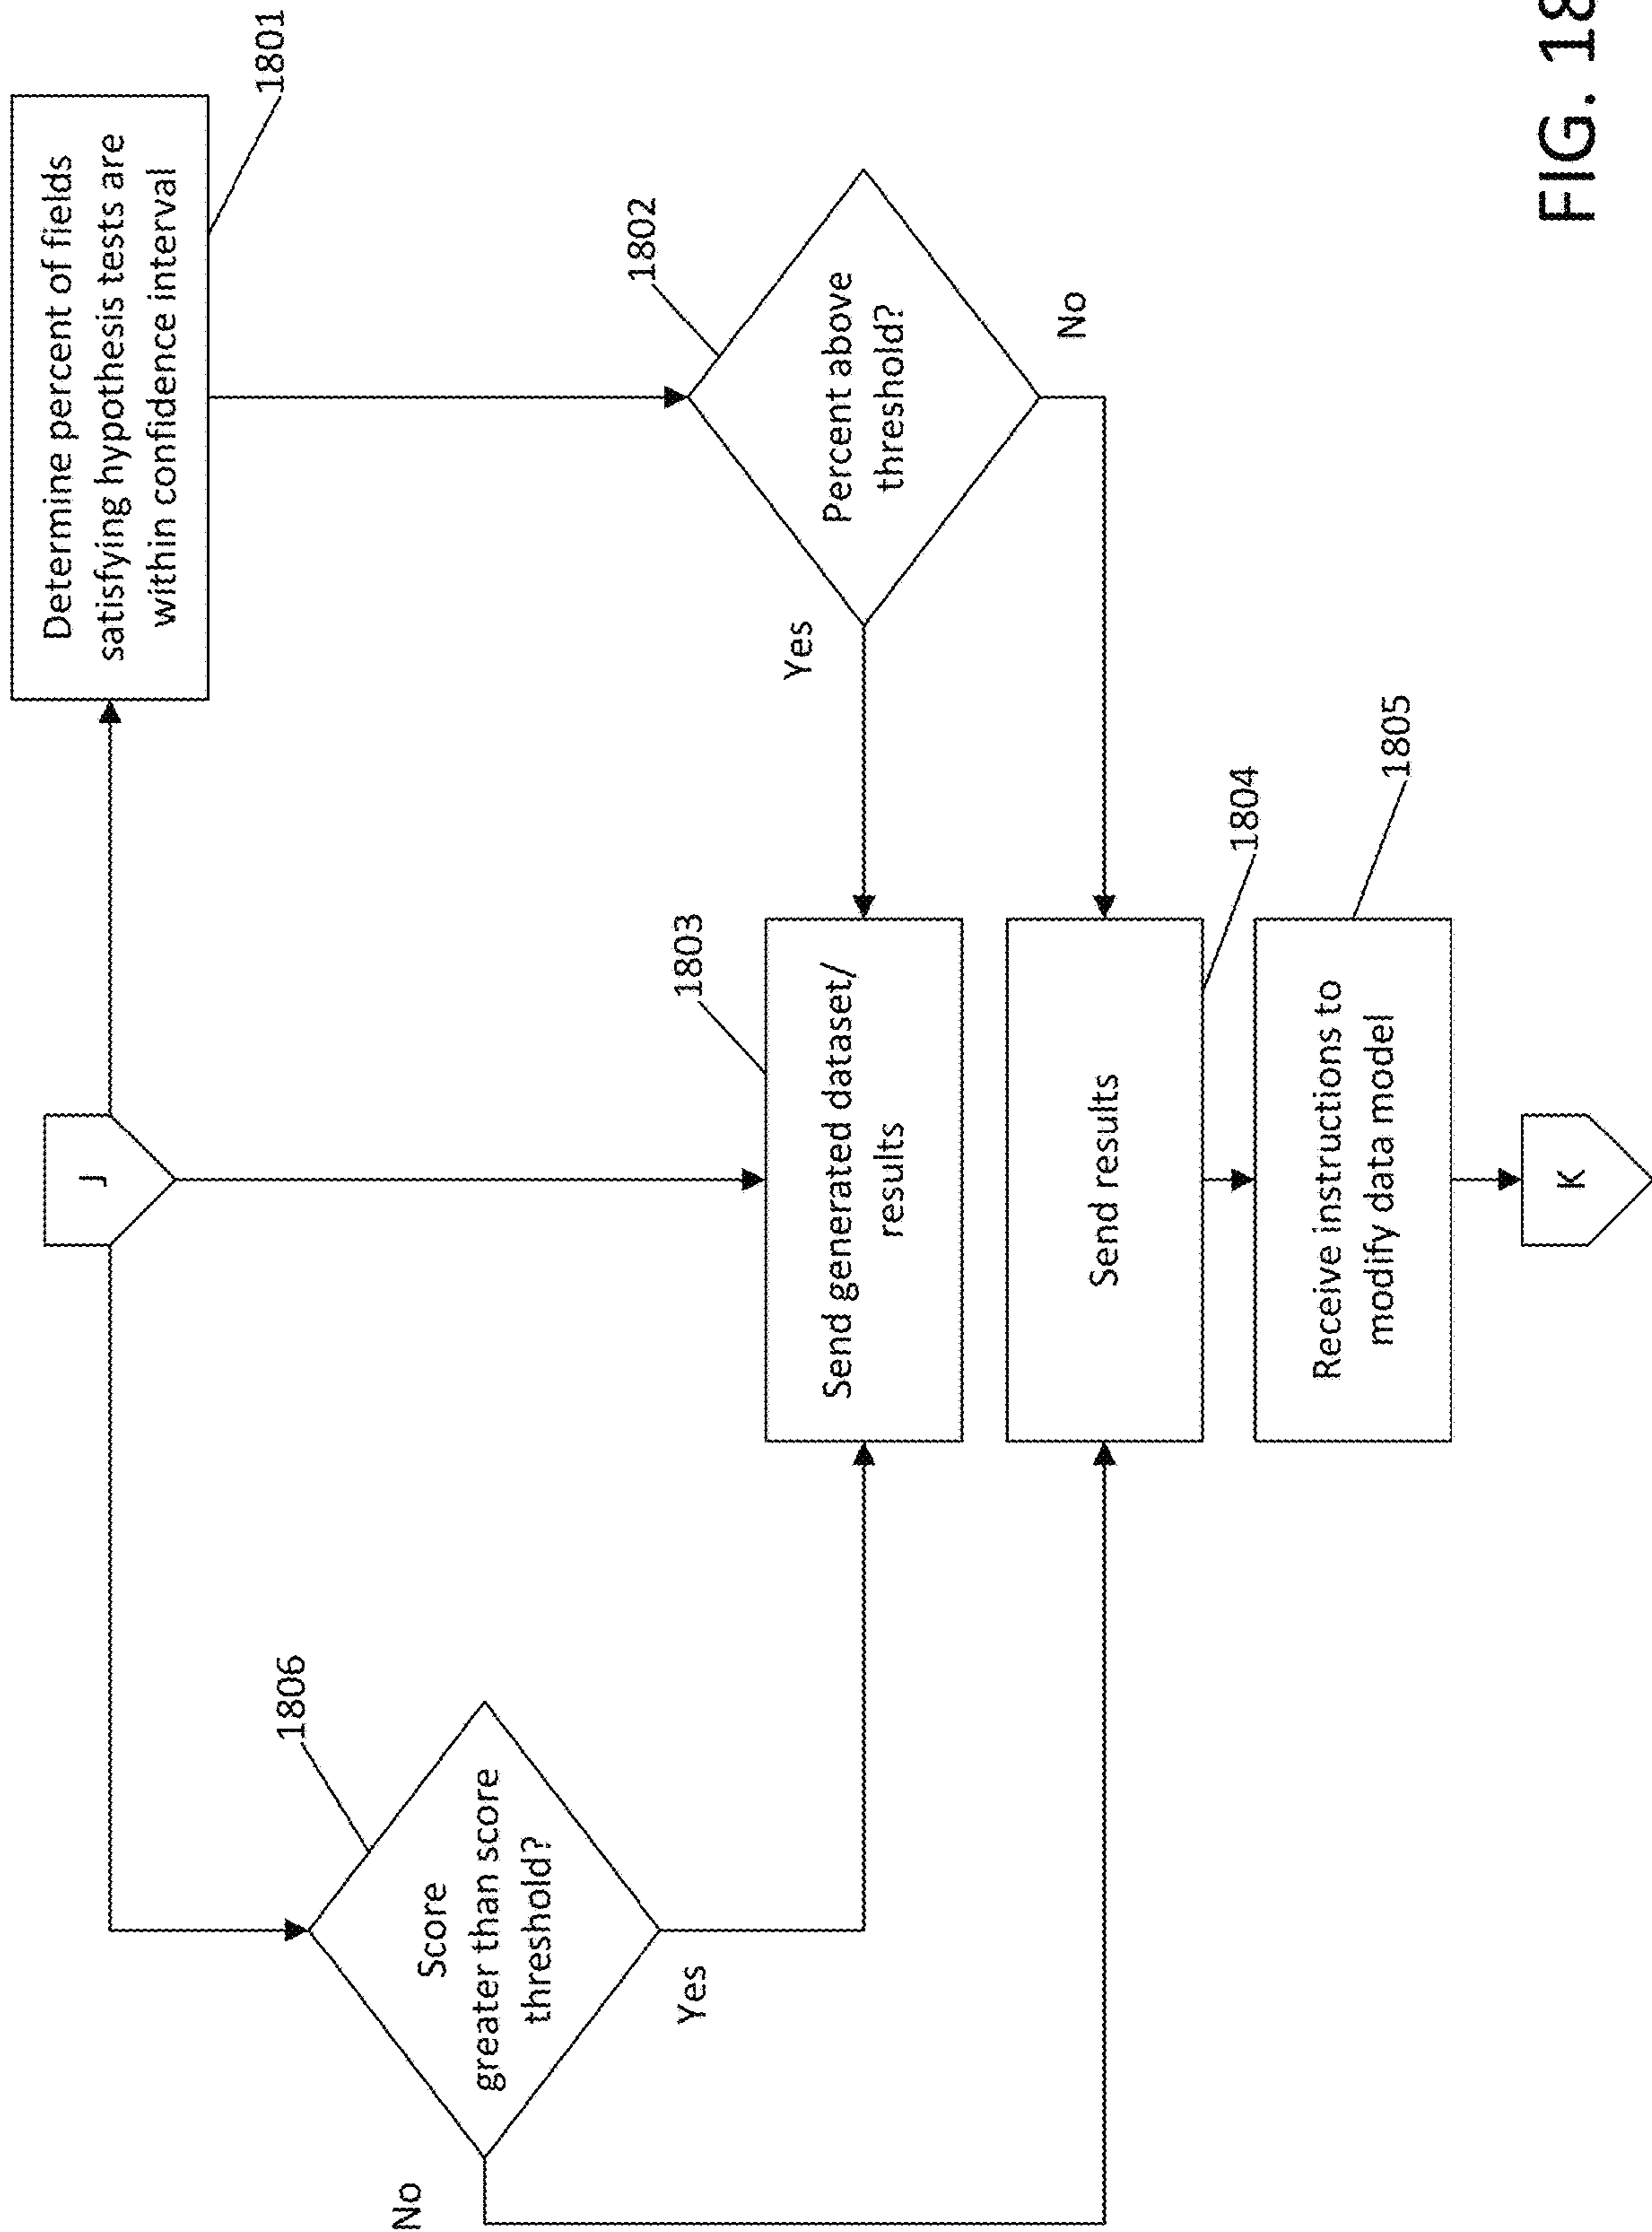 J
Determine percent of fields
satisfying hypothesis tests are
within confidence interval
1801
1806
Score
greater than score
threshold?
No
Yes
1802
Percent above
threshold?
Yes
No
1803
Send generated dataset/
results
Send results
1804
Receive instructions to
modify data model
1805
K
FIG. 18